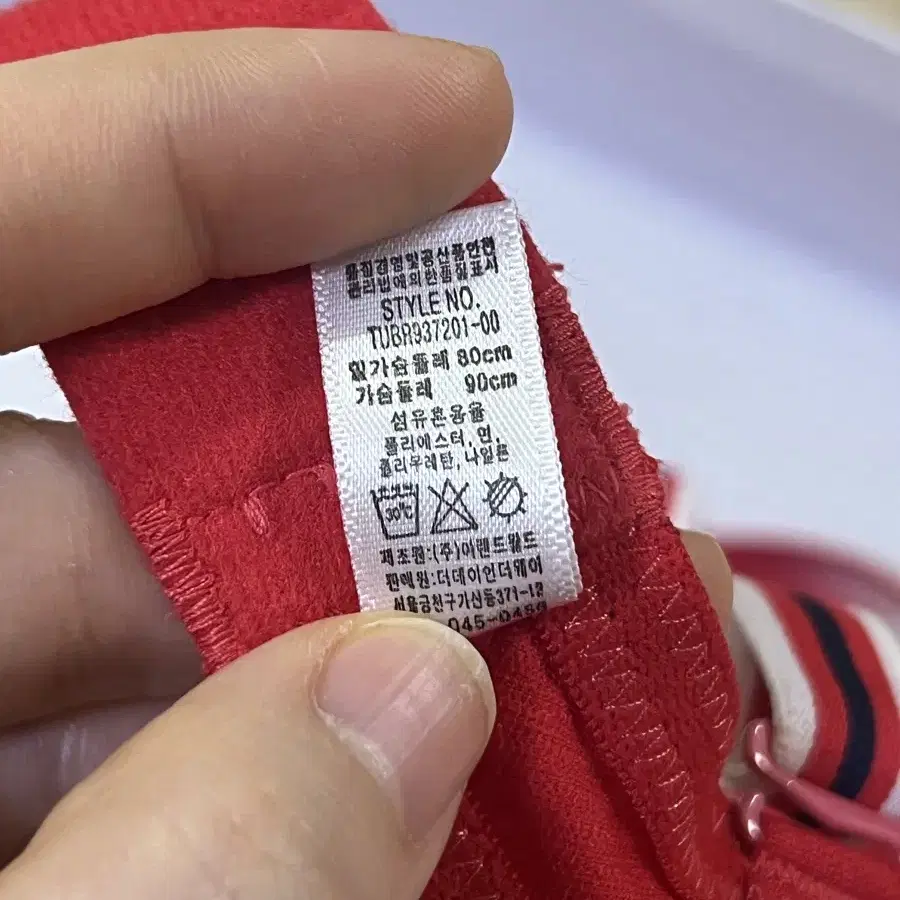 품질경영및공산품안전
관리법에의한품질표시
STYLE NO.
TUBR937201-00
밑가슴둘레 80cm
가슴둘레 90cm
섬유혼용율
폴리에스터, 면,
폴리우레탄, 나일론
30℃
제조원:(주)이랜드월드
판매원:더데이언더웨어
서울금천구가산동371-12
045-0456